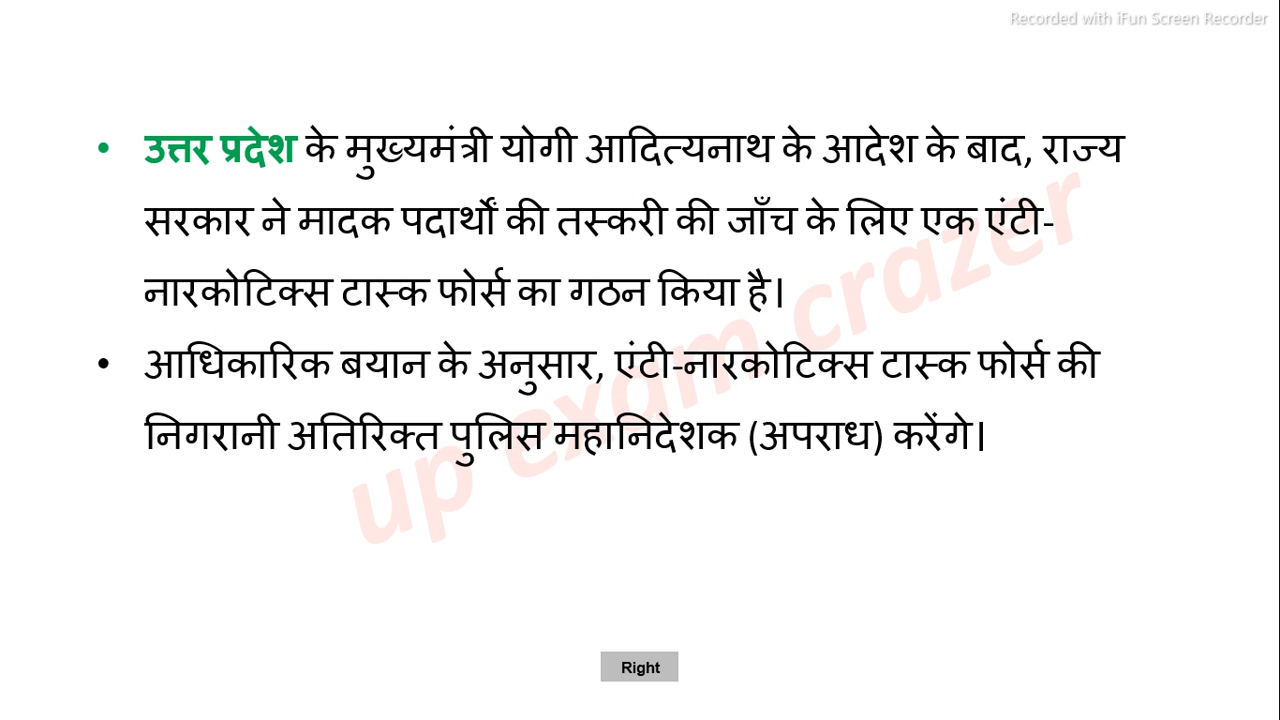 Recorded with iFun Screen Recorder
• उत्तर प्रदेश के मुख्यमंत्री योगी आदित्यनाथ के आदेश के बाद, राज्य
सरकार ने मादक पदार्थों की तस्करी की जाँच के लिए एक एंटी-
नारकोटिक्स टास्क फोर्स का गठन किया है।
• आधिकारिक बयान के अनुसार, एंटी-नारकोटिक्स टास्क फोर्स की
निगरानी अतिरिक्त पुलिस महानिदेशक (अपराध) करेंगे।
up exam crazer
Right